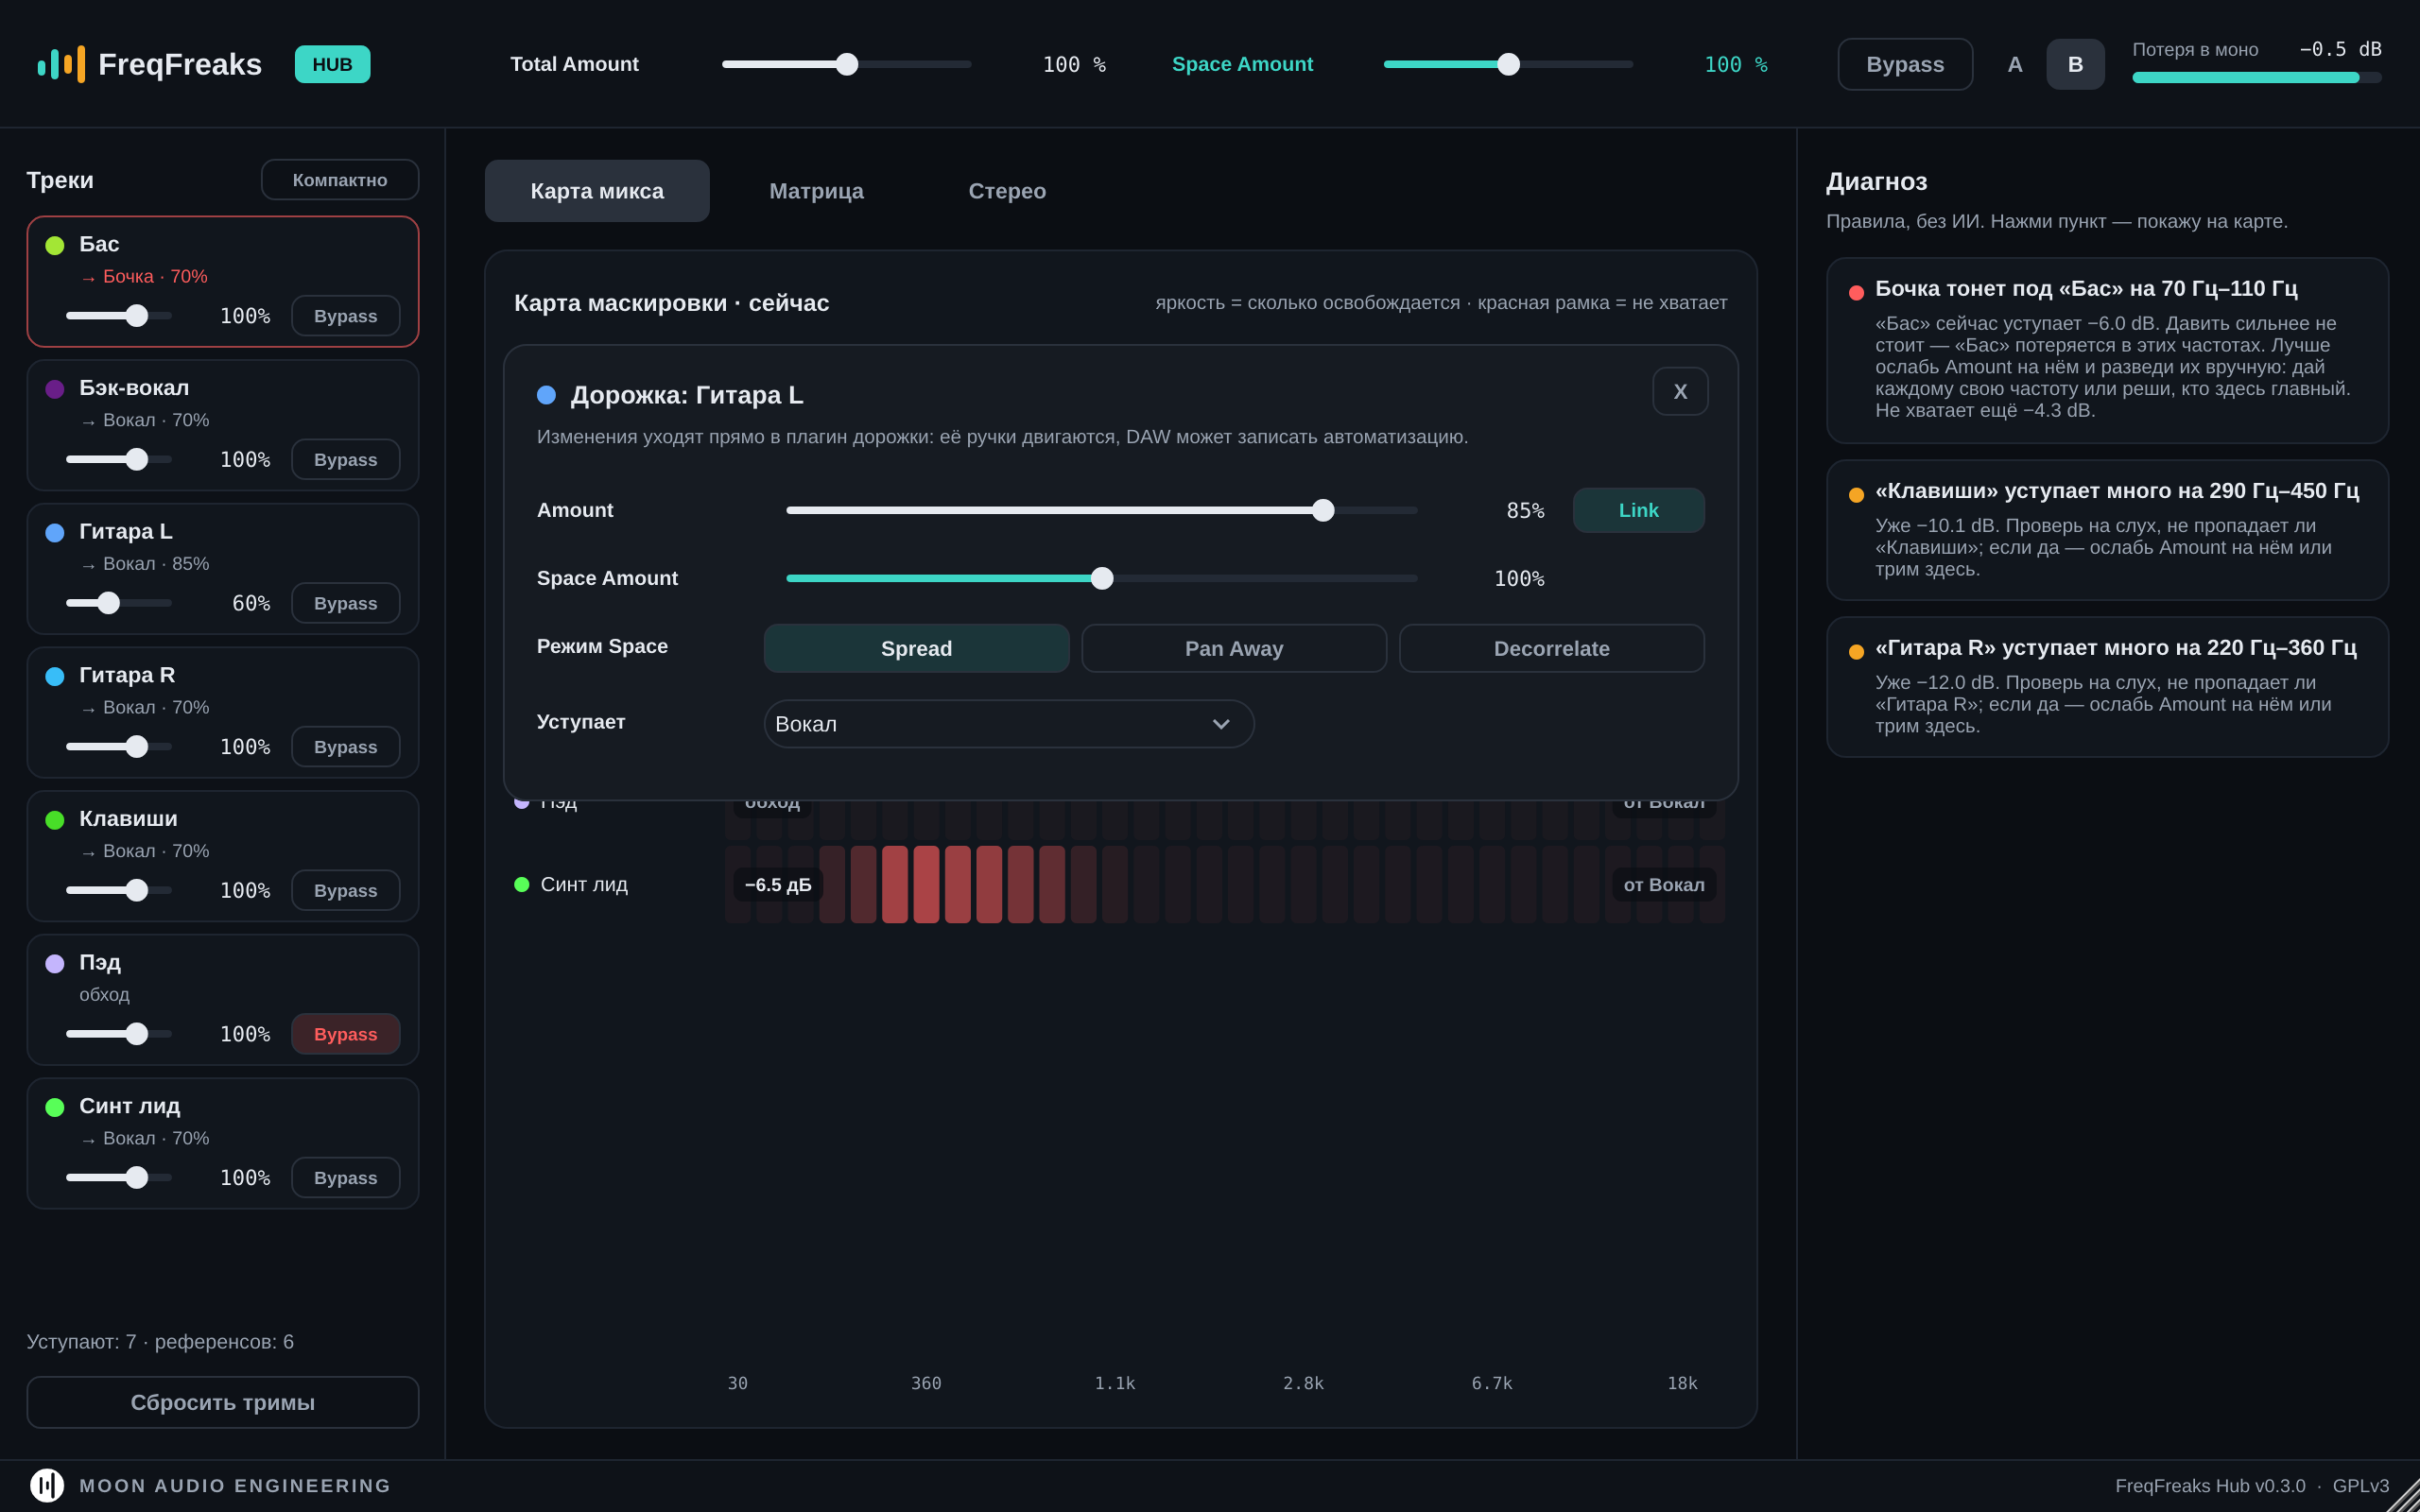 FreqFreaks HUB
Total Amount 100 %
Space Amount 100 %
Bypass A B
Потеря в моно −0.5 dB
Треки Компактно
Бас
→ Бочка · 70%
100% Bypass
Бэк-вокал
→ Вокал · 70%
100% Bypass
Гитара L
→ Вокал · 85%
60% Bypass
Гитара R
→ Вокал · 70%
100% Bypass
Клавиши
→ Вокал · 70%
100% Bypass
Пэд
обход
100% Bypass
Синт лид
→ Вокал · 70%
100% Bypass
Уступают: 7 · референсов: 6
Сбросить тримы
Карта микса Матрица Стерео
Карта маскировки · сейчас яркость = сколько освобождается · красная рамка = не хватает
Дорожка: Гитара L X
Изменения уходят прямо в плагин дорожки: её ручки двигаются, DAW может записать автоматизацию.
Amount 85% Link
Space Amount 100%
Режим Space Spread Pan Away Decorrelate
Уступает Вокал
Пэд обход от Вокал
Синт лид −6.5 дБ от Вокал
30 360 1.1k 2.8k 6.7k 18k
Диагноз
Правила, без ИИ. Нажми пункт — покажу на карте.
Бочка тонет под «Бас» на 70 Гц–110 Гц
«Бас» сейчас уступает −6.0 dB. Давить сильнее не
стоит — «Бас» потеряется в этих частотах. Лучше
ослабь Amount на нём и разведи их вручную: дай
каждому свою частоту или реши, кто здесь главный.
Не хватает ещё −4.3 dB.
«Клавиши» уступает много на 290 Гц–450 Гц
Уже −10.1 dB. Проверь на слух, не пропадает ли
«Клавиши»; если да — ослабь Amount на нём или
трим здесь.
«Гитара R» уступает много на 220 Гц–360 Гц
Уже −12.0 dB. Проверь на слух, не пропадает ли
«Гитара R»; если да — ослабь Amount на нём или
трим здесь.
MOON AUDIO ENGINEERING
FreqFreaks Hub v0.3.0 · GPLv3